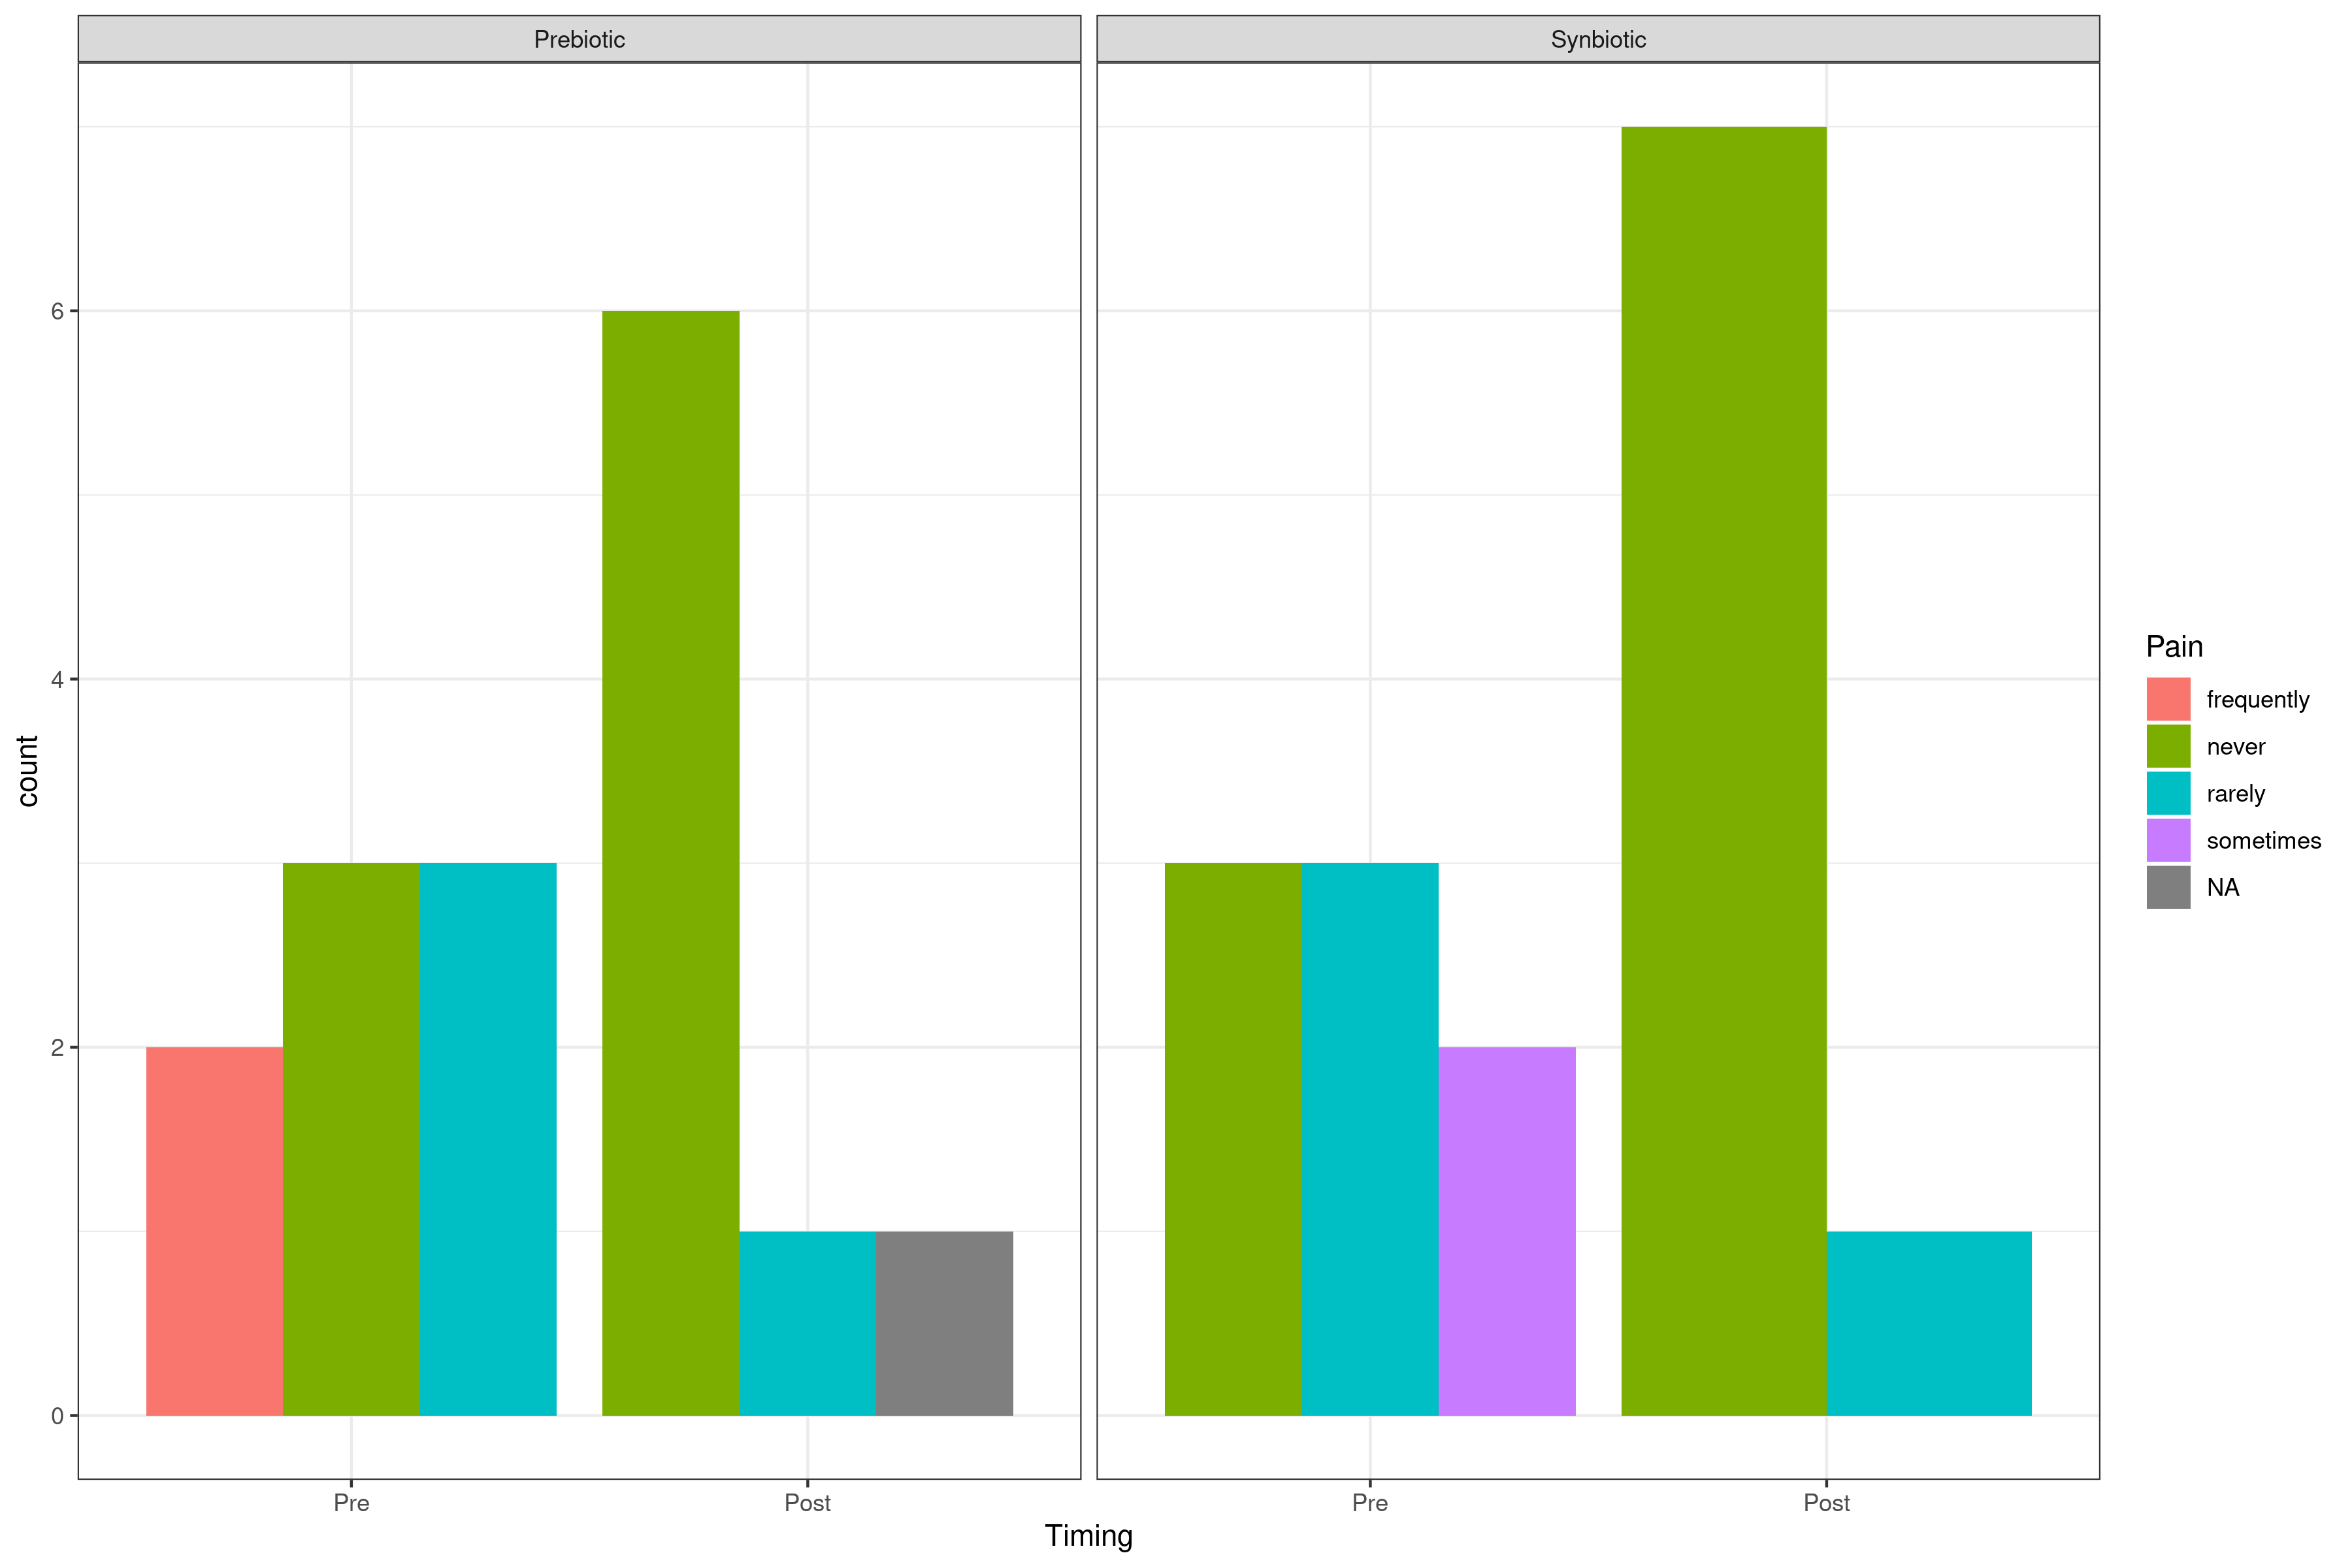 Prebiotic
Synbiotic
6
4
2
0
count
Pre
Post
Pre
Post
Timing
Pain
frequently
never
rarely
sometimes
NA